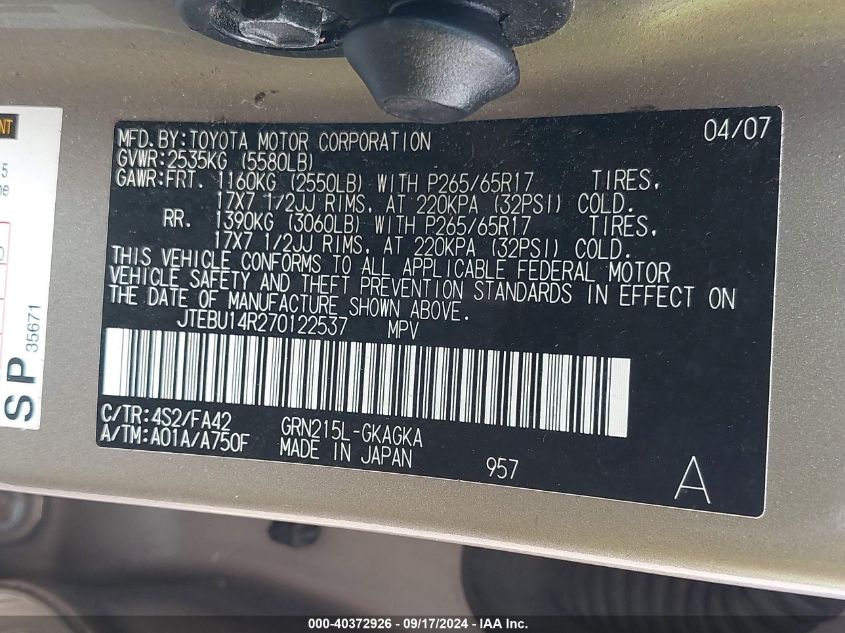 MFD.BY:TOYOTA MOTOR CORPORATION 04/07
GVWR:2535KG (5580LB)
GAWR:FRT. 1160KG (2550LB) WITH P265/65R17 TIRES,
17X7 1/2JJ RIMS, AT 220KPA (32PSI) COLD.
RR. 1390KG (3060LB) WITH P265/65R17 TIRES,
17X7 1/2JJ RIMS, AT 220KPA (32PSI) COLD.
THIS VEHICLE CONFORMS TO ALL APPLICABLE FEDERAL MOTOR
VEHICLE SAFETY AND THEFT PREVENTION STANDARDS IN EFFECT ON
THE DATE OF MANUFACTURE SHOWN ABOVE.
JTEBU14R270122537 MPV
C/TR:4S2/FA42 GRN215L-GKAGKA
A/TM:A01A/A750F MADE IN JAPAN 957 A
SP 35671
000-40372926 - 09/17/2024 - IAA Inc.